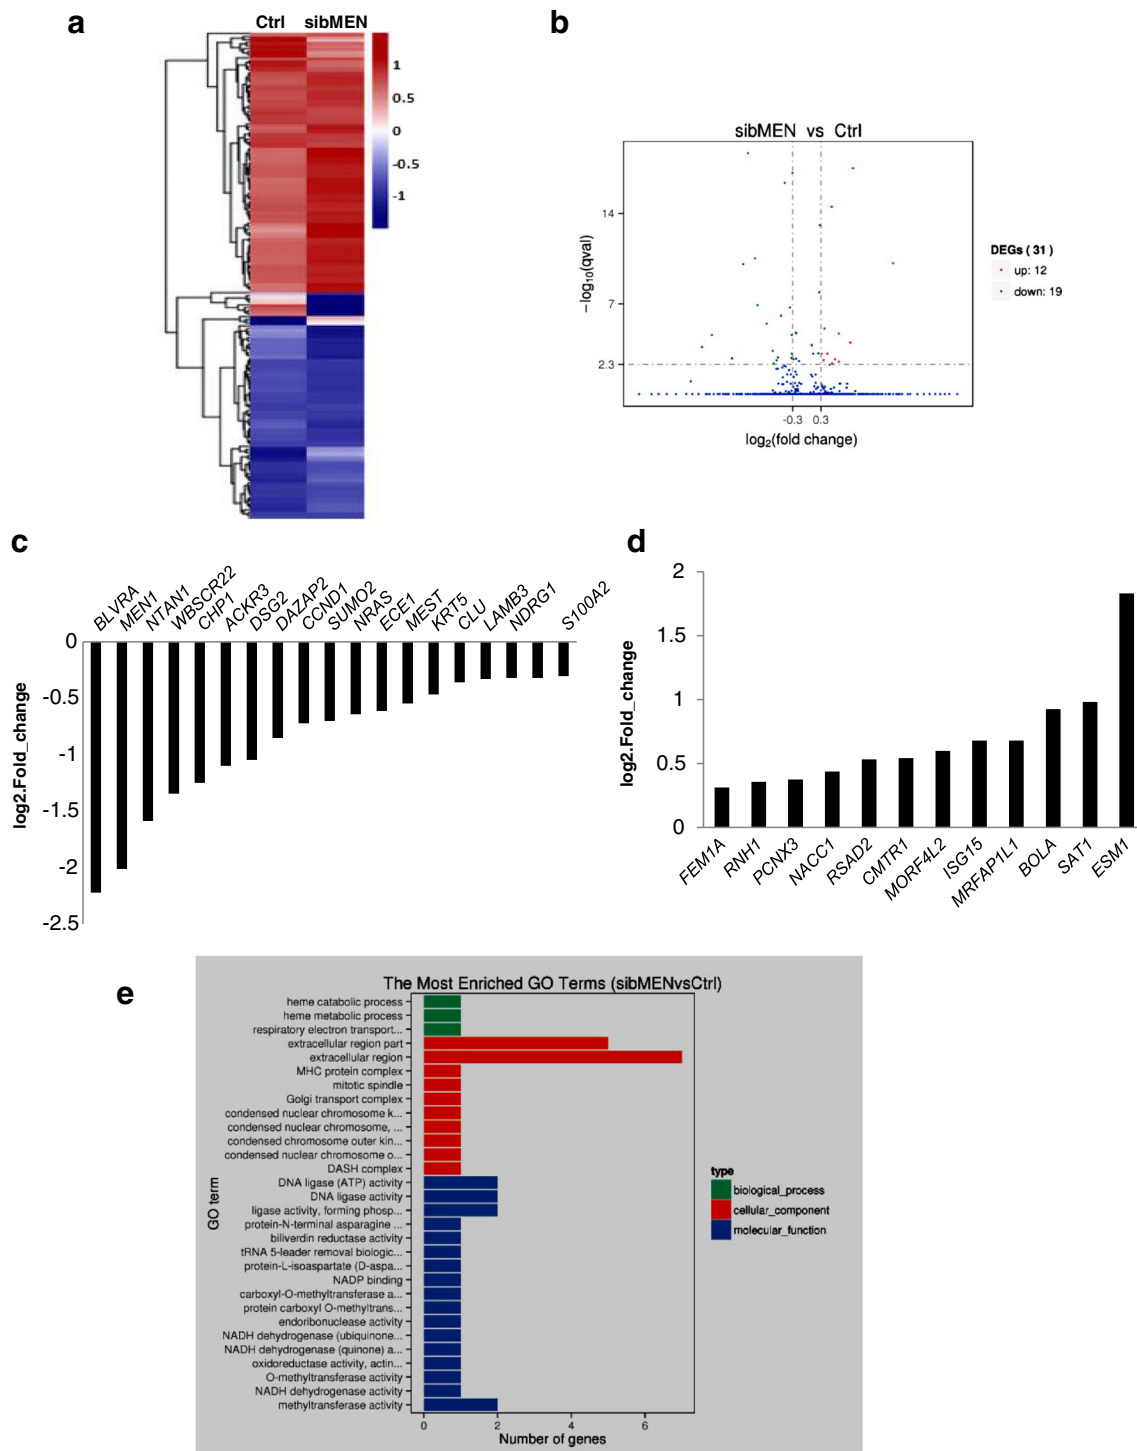 a
Ctrl sibMEN
1
0.5
0
-0.5
-1
b
sibMEN vs Ctrl
14
7
2.3
-0.3 0.3
−log10(qval)
log2(fold change)
DEGs ( 31 )
up: 12
down: 19
c
BLVRA
MEN1
NTAN1
WBSCR22
CHP1
ACKR3
DSG2
DAZAP2
CCND1
SUMO2
NRAS
ECE1
MEST
KRT5
CLU
LAMB3
NDRG1
S100A2
0
-0.5
-1
-1.5
-2
-2.5
log2.Fold_change
d
2
1.5
1
0.5
0
log2.Fold_change
FEM1A
RNH1
PCNX3
NACC1
RSAD2
CMTR1
MORF4L2
ISG15
MRFAP1L1
BOLA
SAT1
ESM1
e
The Most Enriched GO Terms (sibMENvsCtrl)
heme catabolic process
heme metabolic process
respiratory electron transport...
extracellular region part
extracellular region
MHC protein complex
mitotic spindle
Golgi transport complex
condensed nuclear chromosome k...
condensed nuclear chromosome, ...
condensed chromosome outer kin...
condensed nuclear chromosome o...
DASH complex
DNA ligase (ATP) activity
DNA ligase activity
ligase activity, forming phosp...
protein-N-terminal asparagine ...
biliverdin reductase activity
tRNA 5-leader removal biologic...
protein-L-isoaspartate (D-aspa...
NADP binding
carboxyl-O-methyltransferase a...
protein carboxyl O-methyltrans...
endoribonuclease activity
NADH dehydrogenase (ubiquinone...
NADH dehydrogenase (quinone) a...
oxidoreductase activity, actin...
O-methyltransferase activity
NADH dehydrogenase activity
methyltransferase activity
GO term
0 2 4 6
Number of genes
type
biological_process
cellular_component
molecular_function